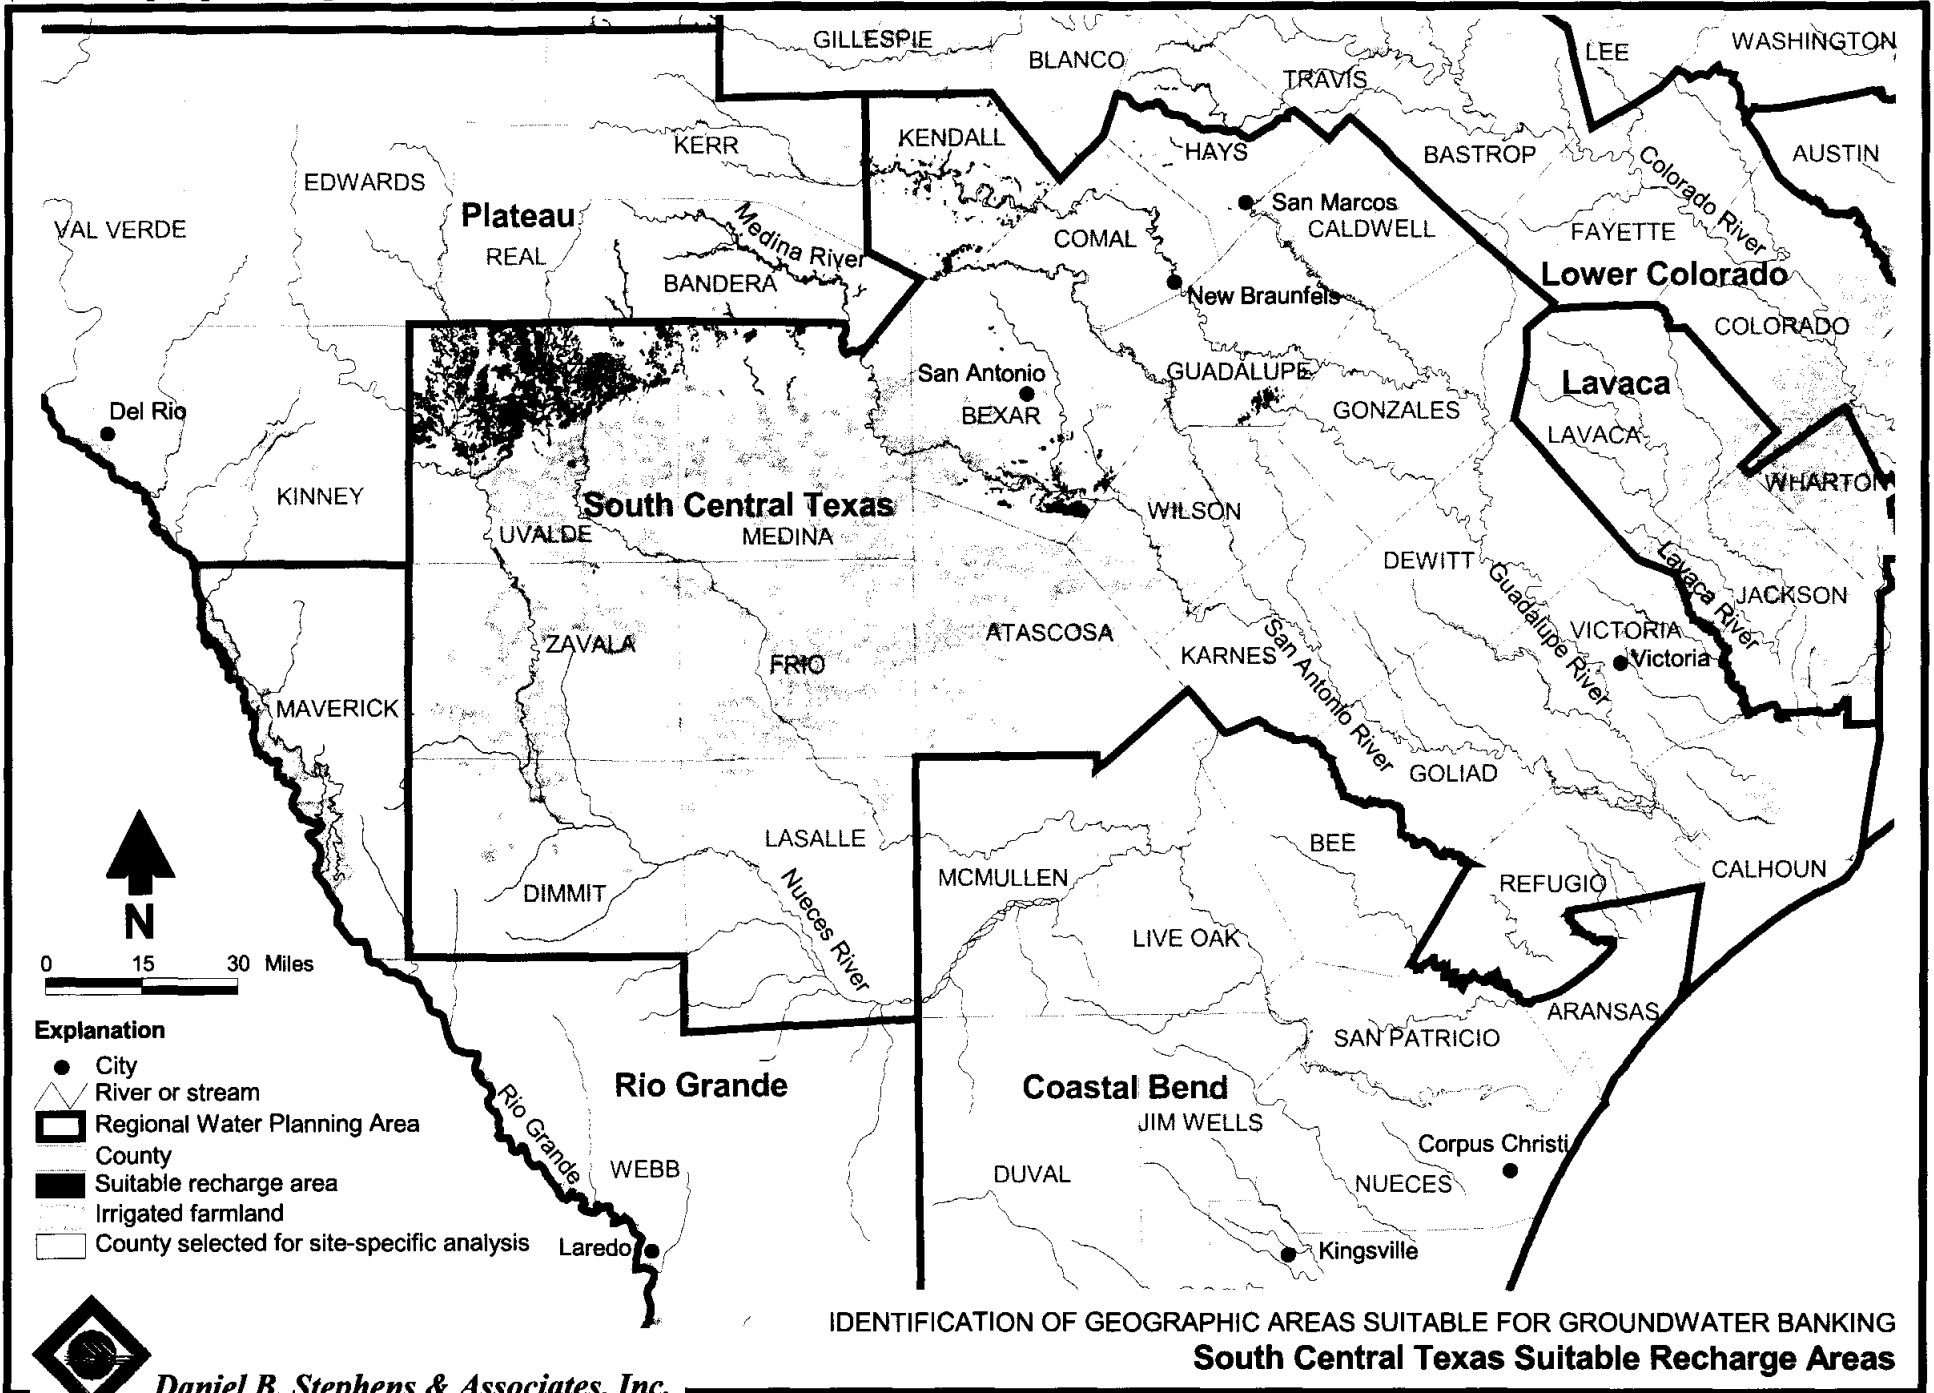 GILLESPIE
BLANCO
LEE
WASHINGTON
TRAVIS
KERR
KENDALL
HAYS
BASTROP
AUSTIN
EDWARDS
Colorado River
San Marcos
VAL VERDE
Plateau
Medina River
COMAL
CALDWELL
FAYETTE
REAL
BANDERA
Lower Colorado
New Braunfels
COLORADO
San Antonio
GUADALUPE
Lavaca
Del Rio
BEXAR
GONZALES
LAVACA
KINNEY
South Central Texas
WILSON
WHARTON
UVALDE
MEDINA
DEWITT
Guadalupe River
Lavaca River
JACKSON
ZAVALA
FRIO
ATASCOSA
KARNES
San Antonio River
VICTORIA
Victoria
MAVERICK
GOLIAD
LASALLE
BEE
CALHOUN
DIMMIT
Nueces River
MCMULLEN
REFUGIO
N
LIVE OAK
0 15 30 Miles
ARANSAS
SAN PATRICIO
Explanation
City
River or stream
Regional Water Planning Area
County
Suitable recharge area
Irrigated farmland
County selected for site-specific analysis
Rio Grande
Rio Grande
Coastal Bend
JIM WELLS
Corpus Christi
WEBB
DUVAL
NUECES
Laredo
Kingsville
IDENTIFICATION OF GEOGRAPHIC AREAS SUITABLE FOR GROUNDWATER BANKING
South Central Texas Suitable Recharge Areas
Daniel B. Stephens & Associates, Inc.